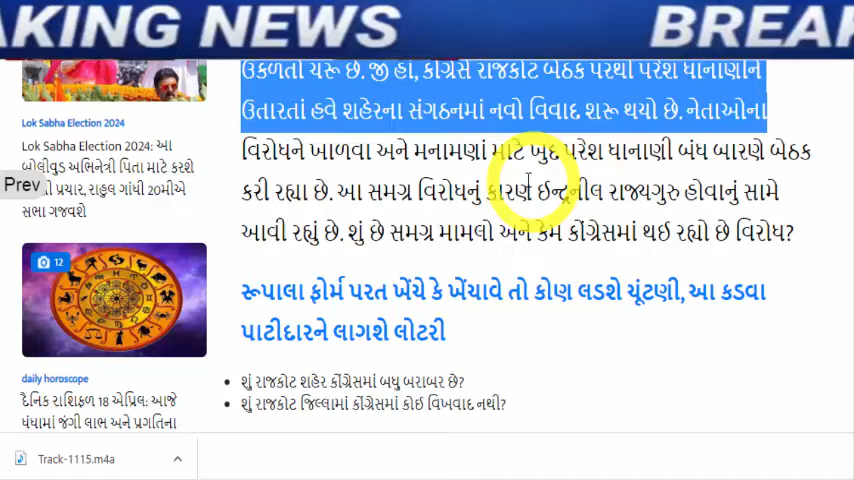 AKING NEWS
BREAK
Lok Sabha Election 2024
Lok Sabha Election 2024: આ
બોલીવુડ અભિનેત્રી પિતા માટે કરશે
પ્રચાર, રાહુલ ગાંધી 20મીએ
સભા ગજવશે
Prev
12
daily horoscope
દૈનિક રાશિફળ 18 એપ્રિલ: આજે
ધંધામાં જંગી લાભ અને પ્રગતિના
ઉકળતો ચરૂ છે. જી હાં, કોંગ્રેસે રાજકોટ બેઠક પરથી પરેશ ધાનાણીને
ઉતારતાં હવે શહેરના સંગઠનમાં નવો વિવાદ શરૂ થયો છે. નેતાઓના
વિરોધને ખાળવા અને મનામણાં માટે ખુદ પરેશ ધાનાણી બંધ બારણે બેઠક
કરી રહ્યા છે. આ સમગ્ર વિરોધનું કારણ ઈન્દ્રનીલ રાજ્યગુરુ હોવાનું સામે
આવી રહ્યું છે. શું છે સમગ્ર મામલો અને કેમ કોંગ્રેસમાં થઈ રહ્યો છે વિરોધ?
રૂપાલા ફોર્મ પરત ખેંચે કે ખેંચાવે તો કોણ લડશે ચૂંટણી, આ કડવા
પાટીદારને લાગશે લોટરી
શું રાજકોટ શહેર કોંગ્રેસમાં બધુ બરાબર છે?
શું રાજકોટ જિલ્લામાં કોંગ્રેસમાં કોઈ વિખવાદ નથી?
Track-1115.m4a